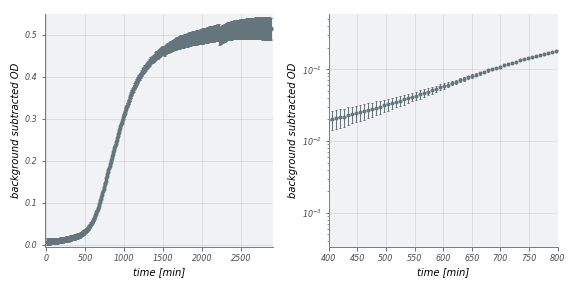 background subtracted OD
0.5
0.4
0.3
0.2
0.1
0.0
0 500 1000 1500 2000 2500
time [min]
background subtracted OD
10⁻¹
10⁻²
10⁻³
400 450 500 550 600 650 700 750 800
time [min]